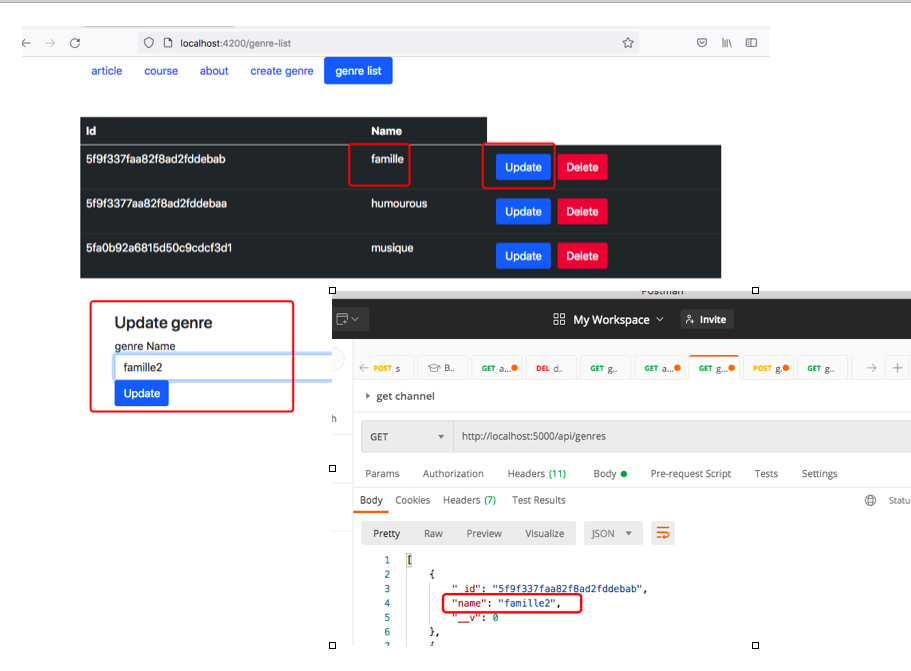 localhost:4200/genre-list
article course about create genre genre list
Id Name
5f9f337faa82f8ad2fddebab famille Update Delete
5f9f3377aa82f8ad2fddebaa humourous Update Delete
5fa0b92a6815d50c9cdcf3d1 musique Update Delete
Update genre
genre Name
famille2
Update
Postman
My Workspace Invite
POST s B.. GET a... DEL d.. GET g.. GET a... GET g... POST g. GET g..
get channel
h
GET http://localhost:5000/api/genres
Params Authorization Headers (11) Body Pre-request Script Tests Settings
Body Cookies Headers (7) Test Results Statu
Pretty Raw Preview Visualize JSON
1 [
2 {
3 "_id": "5f9f337faa82f8ad2fddebab",
4 "name": "famille2",
5 "__v": 0
6 },
7 {